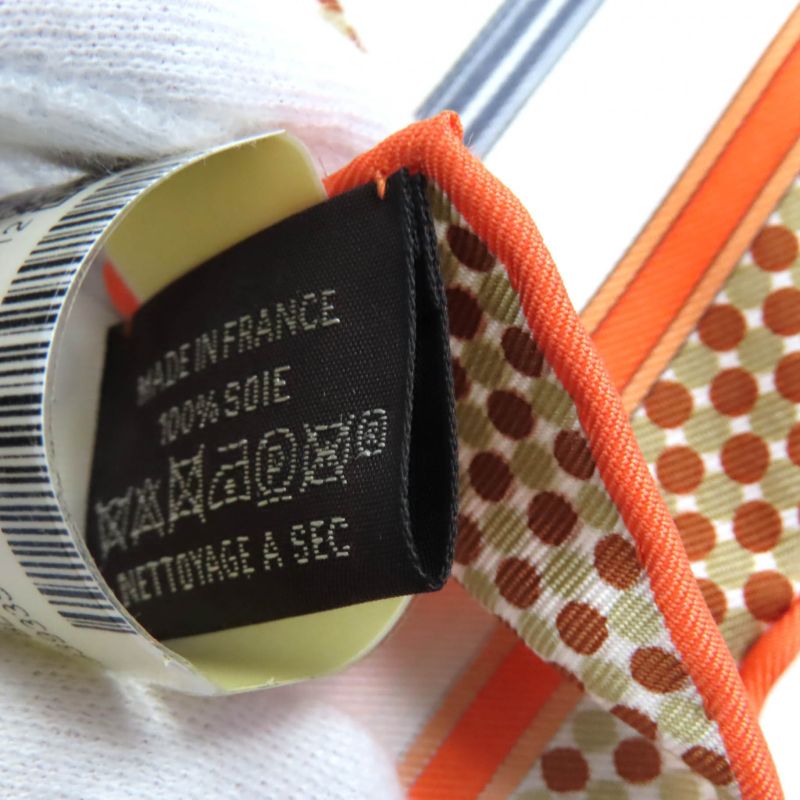 MADE IN FRANCE
100% SOIE
NETTOYAGE A SEC